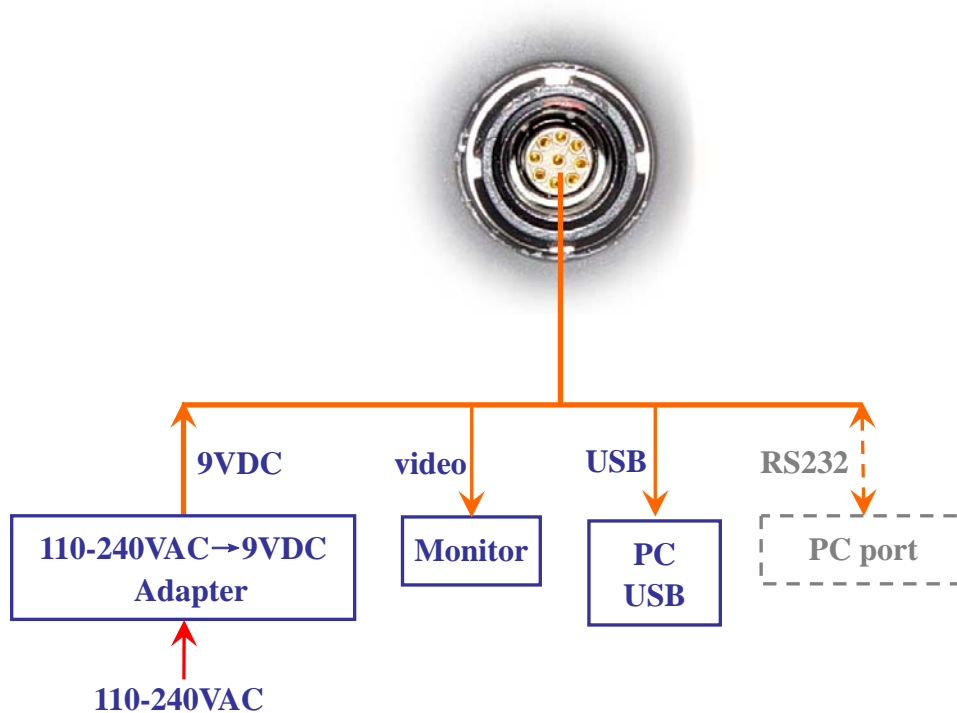 9VDC
video
USB
RS232
110-240VAC→9VDC
Adapter
Monitor
PC
USB
PC port
110-240VAC